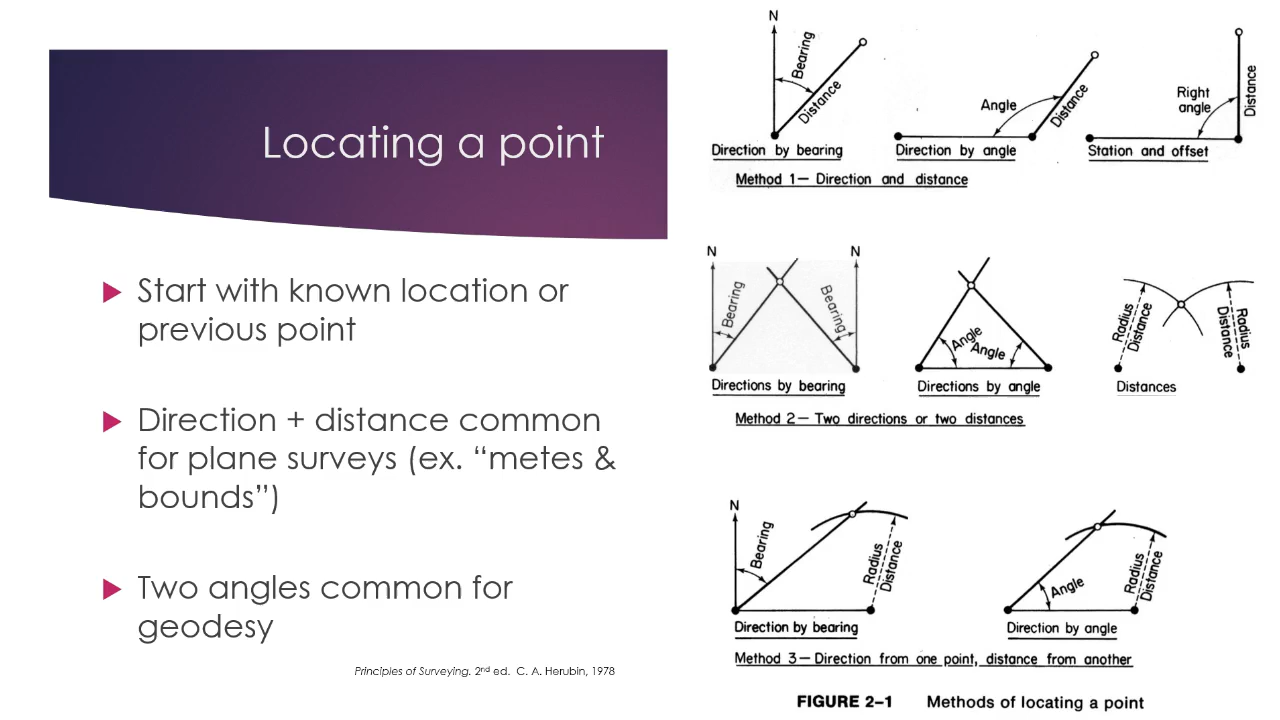 Locating a point
Start with known location or
previous point
Direction + distance common
for plane surveys (ex. “metes &
bounds”)
Two angles common for
geodesy
Principles of Surveying. 2nd ed.  C. A. Herubin, 1978
N
Bearing
Distance
Direction by bearing
Angle
Distance
Direction by angle
Right
angle
Distance
Station and offset
Method 1— Direction and distance
N
N
Bearing
Bearing
Directions by bearing
Angle
Angle
Directions by angle
Radius
Distance
Radius
Distance
Distances
Method 2— Two directions or two distances
N
Bearing
Radius
Distance
Direction by bearing
Angle
Radius
Distance
Direction by angle
Method 3— Direction from one point, distance from another
FIGURE 2–1 Methods of locating a point